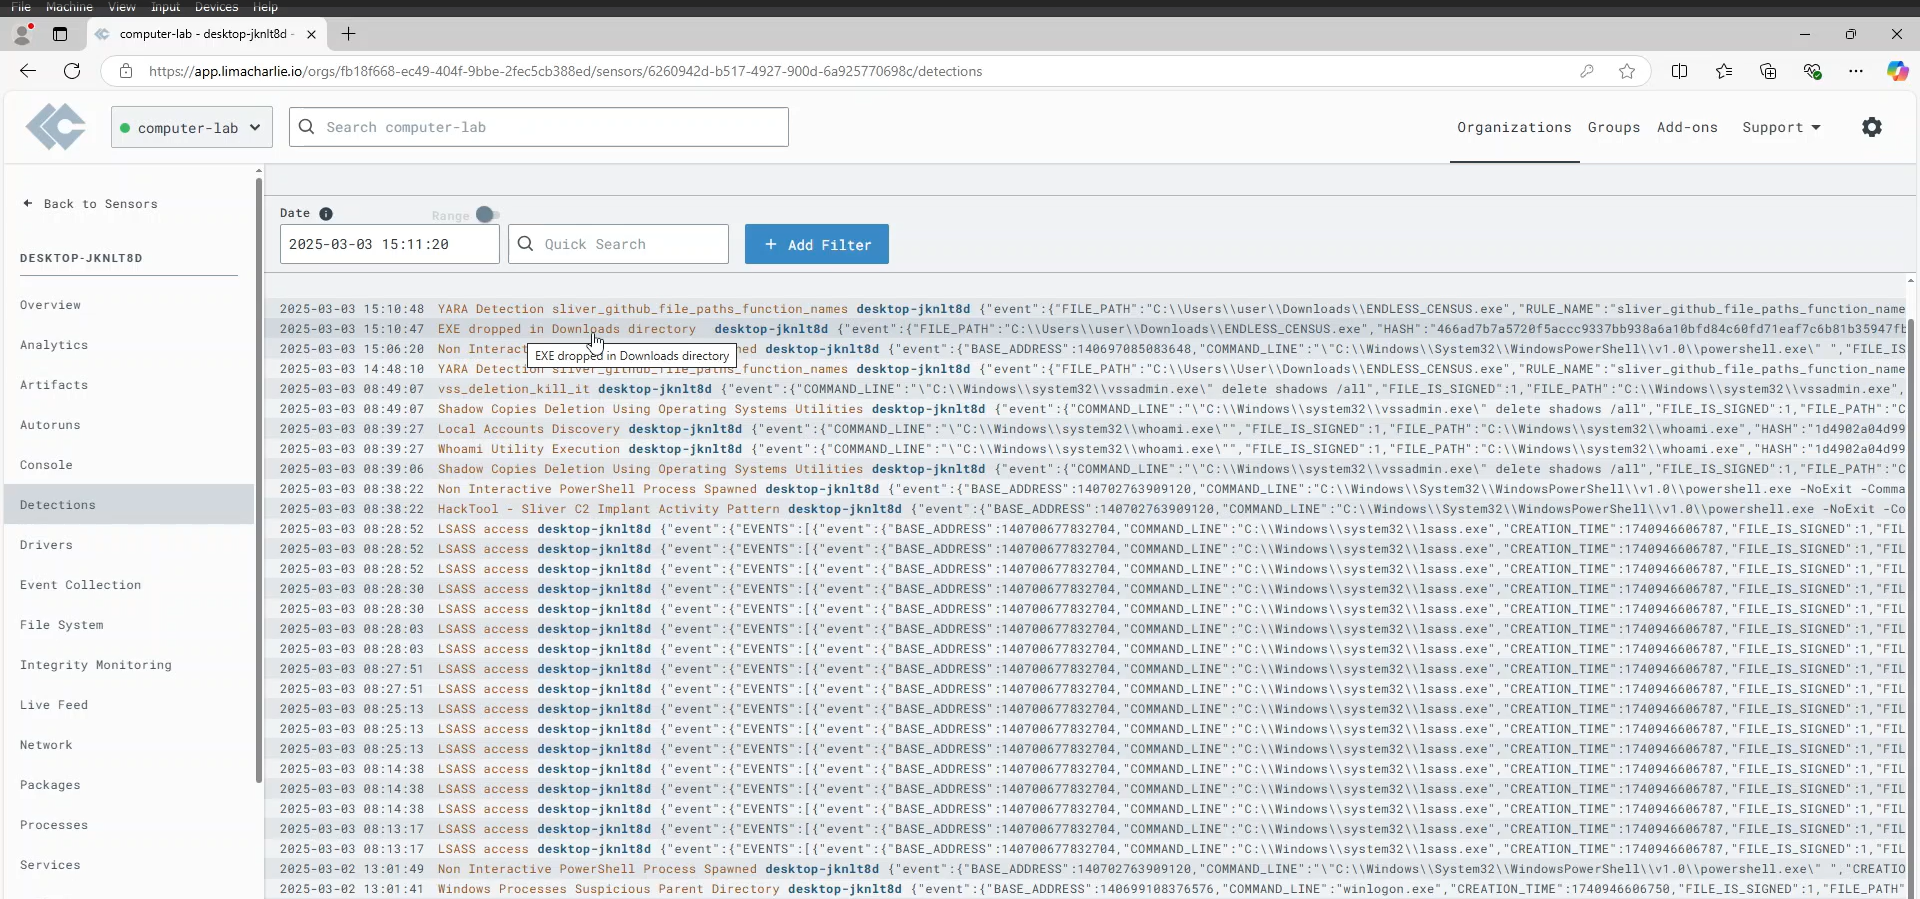 File Machine View Input Devices Help
computer-lab - desktop-jknlt8d -
https://app.limacharlie.io/orgs/fb18f668-ec49-404f-9bbe-2fec5cb388ed/sensors/6260942d-b517-4927-900d-6a925770698c/detections
computer-lab
Search computer-lab
Organizations Groups Add-ons Support
Back to Sensors
DESKTOP-JKNLT8D
Overview
Analytics
Artifacts
Autoruns
Console
Detections
Drivers
Event Collection
File System
Integrity Monitoring
Live Feed
Network
Packages
Processes
Services
Date Range
2025-03-03 15:11:20 Quick Search + Add Filter
2025-03-03 15:10:48 YARA Detection sliver_github_file_paths_function_names desktop-jknlt8d {"event":{"FILE_PATH":"C:\\Users\\user\\Downloads\\ENDLESS_CENSUS.exe","RULE_NAME":"sliver_github_file_paths_function_name
2025-03-03 15:10:47 EXE dropped in Downloads directory desktop-jknlt8d {"event":{"FILE_PATH":"C:\\Users\\user\\Downloads\\ENDLESS_CENSUS.exe","HASH":"466ad7b7a5720f5accc9337bb938a6a10bfd84c60fd71eaf7c6b81b35947fb
2025-03-03 15:06:20 Non Interac ned desktop-jknlt8d {"event":{"BASE_ADDRESS":140697085083648,"COMMAND_LINE":"\"C:\\Windows\\System32\\WindowsPowerShell\\v1.0\\powershell.exe\" ","FILE_IS
EXE dropped in Downloads directory
2025-03-03 14:48:10 YARA Detection sliver_github_file_paths_function_names desktop-jknlt8d {"event":{"FILE_PATH":"C:\\Users\\user\\Downloads\\ENDLESS_CENSUS.exe","RULE_NAME":"sliver_github_file_paths_function_name
2025-03-03 08:49:07 vss_deletion_kill_it desktop-jknlt8d {"event":{"COMMAND_LINE":"\"C:\\Windows\\system32\\vssadmin.exe\" delete shadows /all","FILE_IS_SIGNED":1,"FILE_PATH":"C:\\Windows\\system32\\vssadmin.exe",
2025-03-03 08:49:07 Shadow Copies Deletion Using Operating Systems Utilities desktop-jknlt8d {"event":{"COMMAND_LINE":"\"C:\\Windows\\system32\\vssadmin.exe\" delete shadows /all","FILE_IS_SIGNED":1,"FILE_PATH":"C
2025-03-03 08:39:27 Local Accounts Discovery desktop-jknlt8d {"event":{"COMMAND_LINE":"\"C:\\Windows\\system32\\whoami.exe\"","FILE_IS_SIGNED":1,"FILE_PATH":"C:\\Windows\\system32\\whoami.exe","HASH":"1d4902a04d99
2025-03-03 08:39:27 Whoami Utility Execution desktop-jknlt8d {"event":{"COMMAND_LINE":"\"C:\\Windows\\system32\\whoami.exe\"","FILE_IS_SIGNED":1,"FILE_PATH":"C:\\Windows\\system32\\whoami.exe","HASH":"1d4902a04d99
2025-03-03 08:39:06 Shadow Copies Deletion Using Operating Systems Utilities desktop-jknlt8d {"event":{"COMMAND_LINE":"\"C:\\Windows\\system32\\vssadmin.exe\" delete shadows /all","FILE_IS_SIGNED":1,"FILE_PATH":"C
2025-03-03 08:38:22 Non Interactive PowerShell Process Spawned desktop-jknlt8d {"event":{"BASE_ADDRESS":140702763909120,"COMMAND_LINE":"C:\\Windows\\System32\\WindowsPowerShell\\v1.0\\powershell.exe -NoExit -Comma
2025-03-03 08:38:22 HackTool - Sliver C2 Implant Activity Pattern desktop-jknlt8d {"event":{"BASE_ADDRESS":140702763909120,"COMMAND_LINE":"C:\\Windows\\System32\\WindowsPowerShell\\v1.0\\powershell.exe -NoExit -Co
2025-03-03 08:28:52 LSASS access desktop-jknlt8d {"event":{"EVENTS":[{"event":{"BASE_ADDRESS":140700677832704,"COMMAND_LINE":"C:\\Windows\\system32\\lsass.exe","CREATION_TIME":1740946606787,"FILE_IS_SIGNED":1,"FIL
2025-03-03 08:28:52 LSASS access desktop-jknlt8d {"event":{"EVENTS":[{"event":{"BASE_ADDRESS":140700677832704,"COMMAND_LINE":"C:\\Windows\\system32\\lsass.exe","CREATION_TIME":1740946606787,"FILE_IS_SIGNED":1,"FIL
2025-03-03 08:28:52 LSASS access desktop-jknlt8d {"event":{"EVENTS":[{"event":{"BASE_ADDRESS":140700677832704,"COMMAND_LINE":"C:\\Windows\\system32\\lsass.exe","CREATION_TIME":1740946606787,"FILE_IS_SIGNED":1,"FIL
2025-03-03 08:28:30 LSASS access desktop-jknlt8d {"event":{"EVENTS":[{"event":{"BASE_ADDRESS":140700677832704,"COMMAND_LINE":"C:\\Windows\\system32\\lsass.exe","CREATION_TIME":1740946606787,"FILE_IS_SIGNED":1,"FIL
2025-03-03 08:28:30 LSASS access desktop-jknlt8d {"event":{"EVENTS":[{"event":{"BASE_ADDRESS":140700677832704,"COMMAND_LINE":"C:\\Windows\\system32\\lsass.exe","CREATION_TIME":1740946606787,"FILE_IS_SIGNED":1,"FIL
2025-03-03 08:28:03 LSASS access desktop-jknlt8d {"event":{"EVENTS":[{"event":{"BASE_ADDRESS":140700677832704,"COMMAND_LINE":"C:\\Windows\\system32\\lsass.exe","CREATION_TIME":1740946606787,"FILE_IS_SIGNED":1,"FIL
2025-03-03 08:28:03 LSASS access desktop-jknlt8d {"event":{"EVENTS":[{"event":{"BASE_ADDRESS":140700677832704,"COMMAND_LINE":"C:\\Windows\\system32\\lsass.exe","CREATION_TIME":1740946606787,"FILE_IS_SIGNED":1,"FIL
2025-03-03 08:27:51 LSASS access desktop-jknlt8d {"event":{"EVENTS":[{"event":{"BASE_ADDRESS":140700677832704,"COMMAND_LINE":"C:\\Windows\\system32\\lsass.exe","CREATION_TIME":1740946606787,"FILE_IS_SIGNED":1,"FIL
2025-03-03 08:27:51 LSASS access desktop-jknlt8d {"event":{"EVENTS":[{"event":{"BASE_ADDRESS":140700677832704,"COMMAND_LINE":"C:\\Windows\\system32\\lsass.exe","CREATION_TIME":1740946606787,"FILE_IS_SIGNED":1,"FIL
2025-03-03 08:25:13 LSASS access desktop-jknlt8d {"event":{"EVENTS":[{"event":{"BASE_ADDRESS":140700677832704,"COMMAND_LINE":"C:\\Windows\\system32\\lsass.exe","CREATION_TIME":1740946606787,"FILE_IS_SIGNED":1,"FIL
2025-03-03 08:25:13 LSASS access desktop-jknlt8d {"event":{"EVENTS":[{"event":{"BASE_ADDRESS":140700677832704,"COMMAND_LINE":"C:\\Windows\\system32\\lsass.exe","CREATION_TIME":1740946606787,"FILE_IS_SIGNED":1,"FIL
2025-03-03 08:25:13 LSASS access desktop-jknlt8d {"event":{"EVENTS":[{"event":{"BASE_ADDRESS":140700677832704,"COMMAND_LINE":"C:\\Windows\\system32\\lsass.exe","CREATION_TIME":1740946606787,"FILE_IS_SIGNED":1,"FIL
2025-03-03 08:14:38 LSASS access desktop-jknlt8d {"event":{"EVENTS":[{"event":{"BASE_ADDRESS":140700677832704,"COMMAND_LINE":"C:\\Windows\\system32\\lsass.exe","CREATION_TIME":1740946606787,"FILE_IS_SIGNED":1,"FIL
2025-03-03 08:14:38 LSASS access desktop-jknlt8d {"event":{"EVENTS":[{"event":{"BASE_ADDRESS":140700677832704,"COMMAND_LINE":"C:\\Windows\\system32\\lsass.exe","CREATION_TIME":1740946606787,"FILE_IS_SIGNED":1,"FIL
2025-03-03 08:14:38 LSASS access desktop-jknlt8d {"event":{"EVENTS":[{"event":{"BASE_ADDRESS":140700677832704,"COMMAND_LINE":"C:\\Windows\\system32\\lsass.exe","CREATION_TIME":1740946606787,"FILE_IS_SIGNED":1,"FIL
2025-03-03 08:13:17 LSASS access desktop-jknlt8d {"event":{"EVENTS":[{"event":{"BASE_ADDRESS":140700677832704,"COMMAND_LINE":"C:\\Windows\\system32\\lsass.exe","CREATION_TIME":1740946606787,"FILE_IS_SIGNED":1,"FIL
2025-03-03 08:13:17 LSASS access desktop-jknlt8d {"event":{"EVENTS":[{"event":{"BASE_ADDRESS":140700677832704,"COMMAND_LINE":"C:\\Windows\\system32\\lsass.exe","CREATION_TIME":1740946606787,"FILE_IS_SIGNED":1,"FIL
2025-03-02 13:01:49 Non Interactive PowerShell Process Spawned desktop-jknlt8d {"event":{"BASE_ADDRESS":140702763909120,"COMMAND_LINE":"\"C:\\Windows\\System32\\WindowsPowerShell\\v1.0\\powershell.exe\" ","CREATIO
2025-03-02 13:01:41 Windows Processes Suspicious Parent Directory desktop-jknlt8d {"event":{"BASE_ADDRESS":140699108376576,"COMMAND_LINE":"winlogon.exe","CREATION_TIME":1740946606750,"FILE_IS_SIGNED":1,"FILE_PATH"